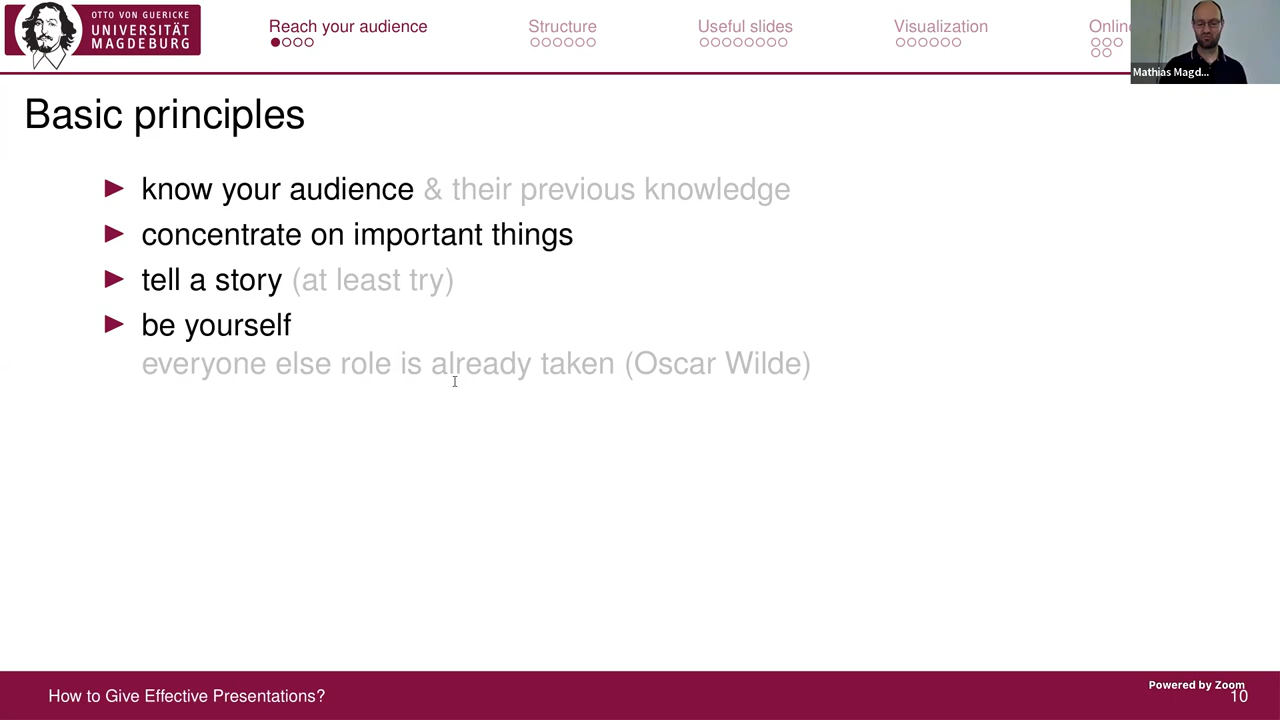 OTTO VON GUERICKE
UNIVERSITÄT
MAGDEBURG
Reach your audience
Structure
Useful slides
Visualization
Online
Mathias Magd...
Basic principles
know your audience & their previous knowledge
concentrate on important things
tell a story (at least try)
be yourself
everyone else role is already taken (Oscar Wilde)
How to Give Effective Presentations?
Powered by Zoom
10